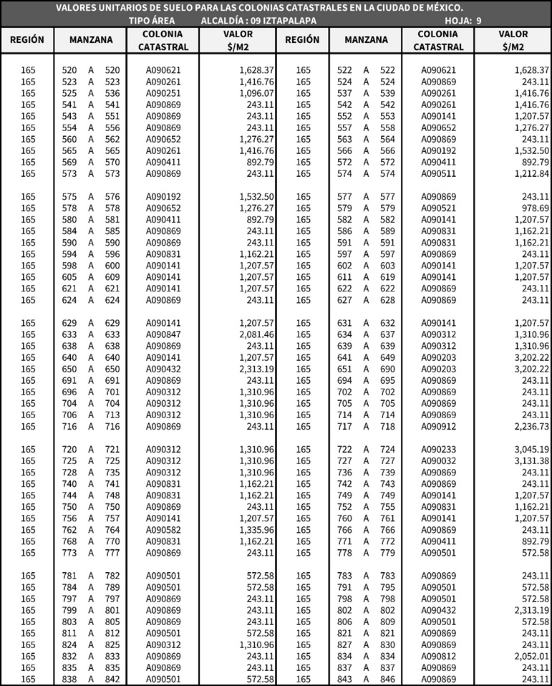 VALORES UNITARIOS DE SUELO PARA LAS COLONIAS CATASTRALES EN LA CIUDAD DE MÉXICO.
TIPO ÁREA ALCALDÍA : 09 IZTAPALAPA HOJA: 9
REGIÓN MANZANA COLONIA CATASTRAL VALOR $/M2 REGIÓN MANZANA COLONIA CATASTRAL VALOR $/M2
165 520 A 520 A090621 1,628.37 165 522 A 522 A090621 1,628.37
165 523 A 523 A090261 1,416.76 165 524 A 524 A090869 243.11
165 525 A 536 A090251 1,096.07 165 537 A 539 A090261 1,416.76
165 541 A 541 A090869 243.11 165 542 A 542 A090261 1,416.76
165 543 A 551 A090869 243.11 165 552 A 553 A090141 1,207.57
165 554 A 556 A090869 243.11 165 557 A 558 A090652 1,276.27
165 560 A 562 A090652 1,276.27 165 563 A 564 A090869 243.11
165 565 A 565 A090261 1,416.76 165 566 A 566 A090192 1,532.50
165 569 A 570 A090411 892.79 165 572 A 572 A090411 892.79
165 573 A 573 A090869 243.11 165 574 A 574 A090511 1,212.84
165 575 A 576 A090192 1,532.50 165 577 A 577 A090869 243.11
165 578 A 578 A090652 1,276.27 165 579 A 579 A090521 978.69
165 580 A 581 A090411 892.79 165 582 A 582 A090141 1,207.57
165 584 A 585 A090869 243.11 165 586 A 589 A090831 1,162.21
165 590 A 590 A090869 243.11 165 591 A 591 A090831 1,162.21
165 594 A 596 A090831 1,162.21 165 597 A 597 A090869 243.11
165 598 A 600 A090141 1,207.57 165 602 A 603 A090141 1,207.57
165 605 A 609 A090141 1,207.57 165 611 A 619 A090141 1,207.57
165 621 A 621 A090141 1,207.57 165 622 A 622 A090869 243.11
165 624 A 624 A090869 243.11 165 627 A 628 A090869 243.11
165 629 A 629 A090141 1,207.57 165 631 A 632 A090141 1,207.57
165 633 A 633 A090847 2,081.46 165 634 A 637 A090312 1,310.96
165 638 A 638 A090869 243.11 165 639 A 639 A090312 1,310.96
165 640 A 640 A090141 1,207.57 165 641 A 649 A090203 3,202.22
165 650 A 650 A090432 2,313.19 165 651 A 690 A090203 3,202.22
165 691 A 691 A090869 243.11 165 694 A 695 A090869 243.11
165 696 A 701 A090312 1,310.96 165 702 A 702 A090869 243.11
165 704 A 704 A090312 1,310.96 165 705 A 705 A090869 243.11
165 706 A 713 A090312 1,310.96 165 714 A 714 A090869 243.11
165 716 A 716 A090869 243.11 165 717 A 718 A090912 2,236.73
165 720 A 721 A090312 1,310.96 165 722 A 724 A090233 3,045.19
165 725 A 725 A090312 1,310.96 165 727 A 727 A090032 3,131.38
165 728 A 735 A090312 1,310.96 165 736 A 739 A090869 243.11
165 740 A 741 A090831 1,162.21 165 742 A 743 A090869 243.11
165 744 A 748 A090831 1,162.21 165 749 A 749 A090141 1,207.57
165 750 A 750 A090869 243.11 165 752 A 755 A090831 1,162.21
165 756 A 757 A090141 1,207.57 165 760 A 761 A090141 1,207.57
165 762 A 764 A090582 1,335.96 165 766 A 766 A090869 243.11
165 768 A 770 A090831 1,162.21 165 771 A 772 A090411 892.79
165 773 A 777 A090869 243.11 165 778 A 779 A090501 572.58
165 781 A 782 A090501 572.58 165 783 A 783 A090869 243.11
165 784 A 789 A090501 572.58 165 791 A 795 A090501 572.58
165 797 A 797 A090869 243.11 165 798 A 798 A090501 572.58
165 799 A 801 A090869 243.11 165 802 A 802 A090432 2,313.19
165 803 A 805 A090869 243.11 165 806 A 809 A090501 572.58
165 811 A 812 A090501 572.58 165 821 A 821 A090869 243.11
165 824 A 825 A090312 1,310.96 165 827 A 830 A090869 243.11
165 832 A 833 A090869 243.11 165 834 A 834 A090812 2,052.01
165 835 A 835 A090869 243.11 165 837 A 837 A090869 243.11
165 838 A 842 A090501 572.58 165 843 A 846 A090869 243.11